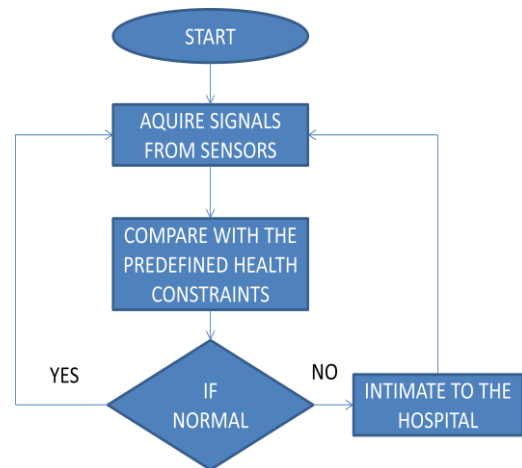 START
AQUIRE SIGNALS
FROM SENSORS
COMPARE WITH THE
PREDEFINED HEALTH
CONSTRAINTS
YES
IF
NORMAL
NO
INTIMATE TO THE
HOSPITAL